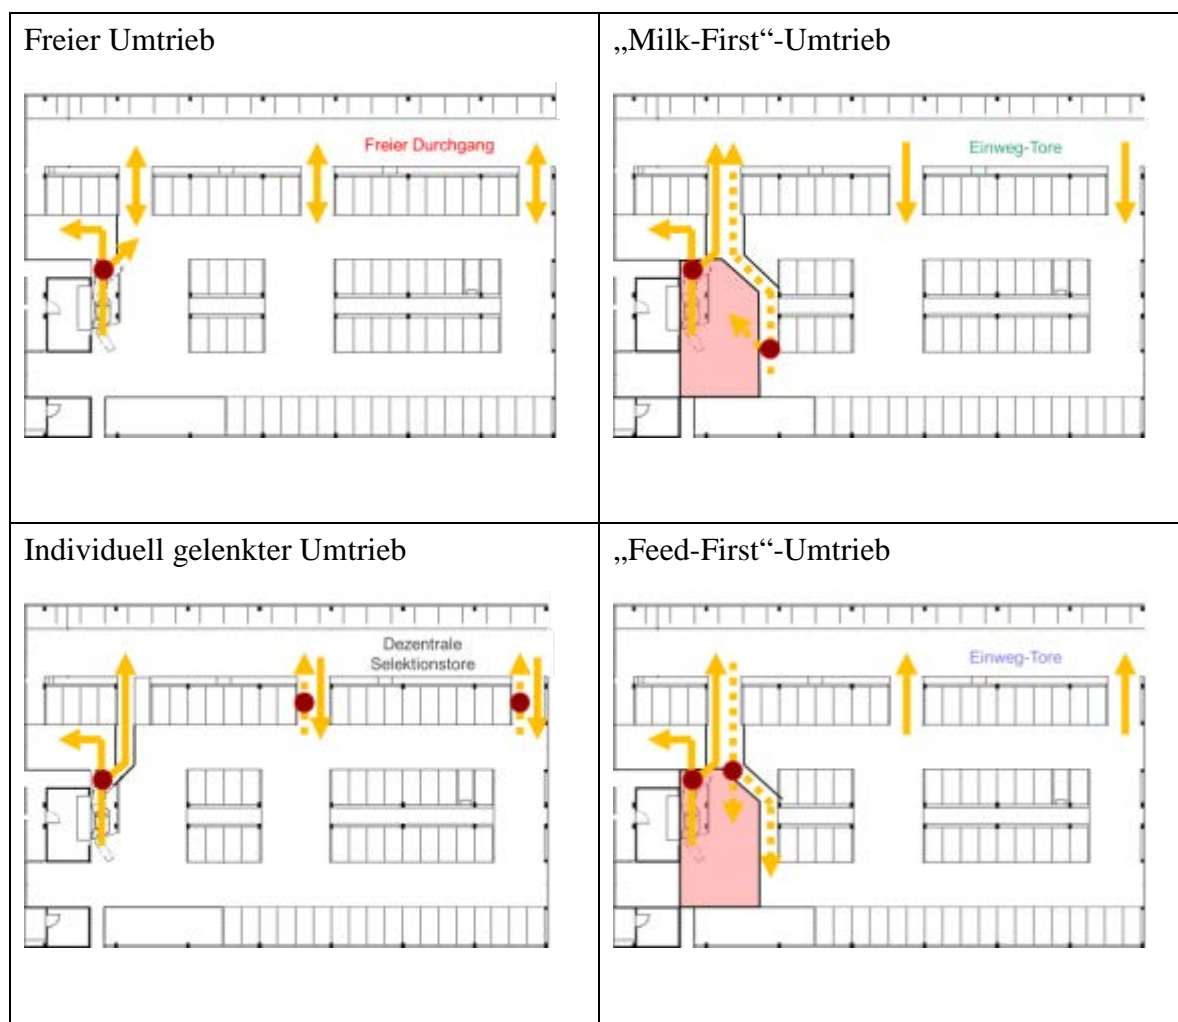 Freier Umtrieb
Freier Durchgang
„Milk-First“-Umtrieb
Einweg-Tore
Individuell gelenkter Umtrieb
Dezentrale
Selektionstore
„Feed-First“-Umtrieb
Einweg-Tore